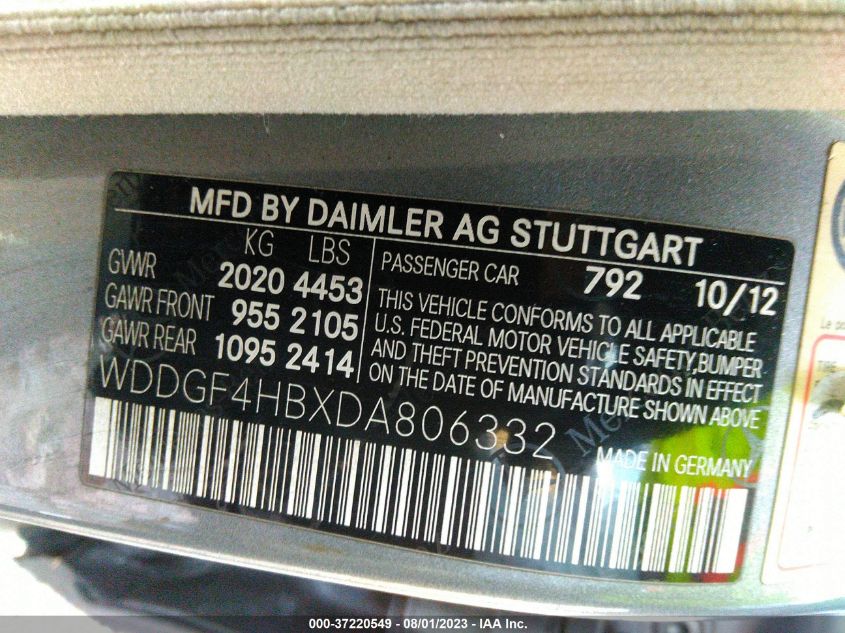 MFD BY DAIMLER AG STUTTGART
KG LBS
GVWR 2020 4453
GAWR FRONT 955 2105
GAWR REAR 1095 2414
PASSENGER CAR 792 10/12
THIS VEHICLE CONFORMS TO ALL APPLICABLE
U.S. FEDERAL MOTOR VEHICLE SAFETY,BUMPER
AND THEFT PREVENTION STANDARDS IN EFFECT
ON THE DATE OF MANUFACTURE SHOWN ABOVE
WDDGF4HBXDA806332
MADE IN GERMANY
000-37220549 - 08/01/2023 - IAA Inc.